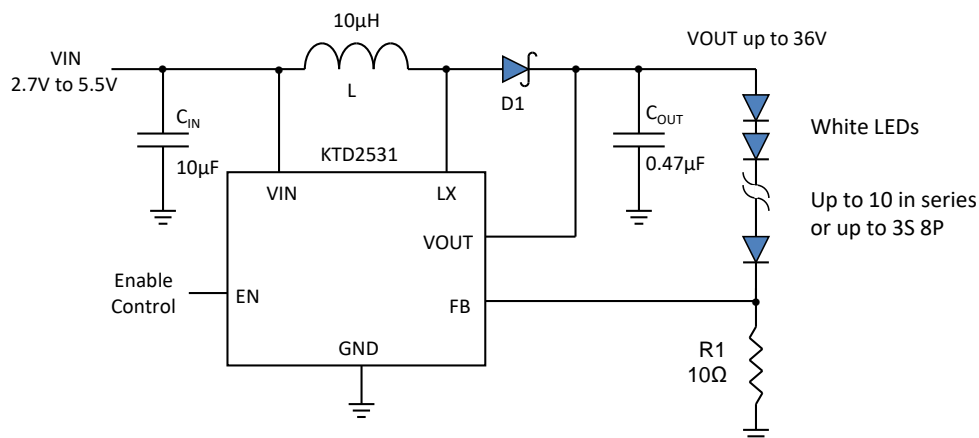 10µH
VIN
2.7V to 5.5V
L
D1
VOUT up to 36V
CIN
10µF
KTD2531
COUT
0.47µF
White LEDs
Up to 10 in series
or up to 3S 8P
VIN
LX
VOUT
Enable
Control
EN
FB
GND
R1
10Ω